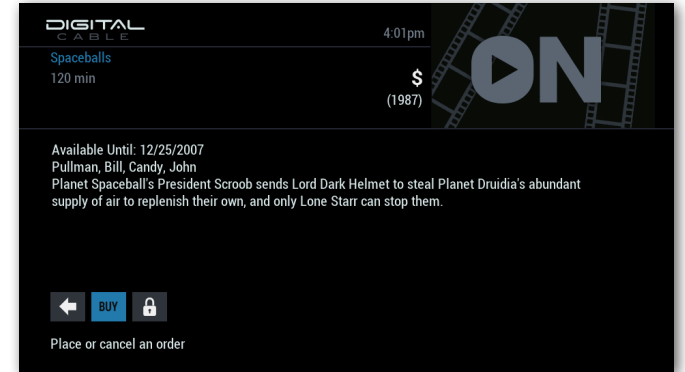 DIGITAL
CABLE
4:01pm
Spaceballs
120 min
$
(1987)
ON
Available Until: 12/25/2007
Pullman, Bill, Candy, John
Planet Spaceball's President Scroob sends Lord Dark Helmet to steal Planet Druidia's abundant
supply of air to replenish their own, and only Lone Starr can stop them.
BUY
Place or cancel an order